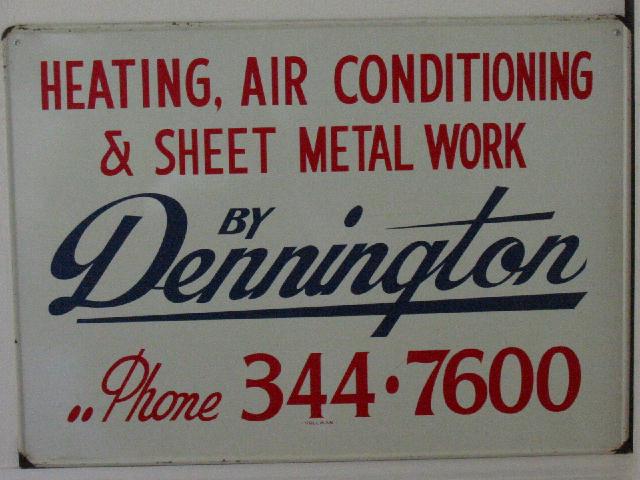 HEATING, AIR CONDITIONING
& SHEET METAL WORK
BY
Dennington
..Phone 344·7600